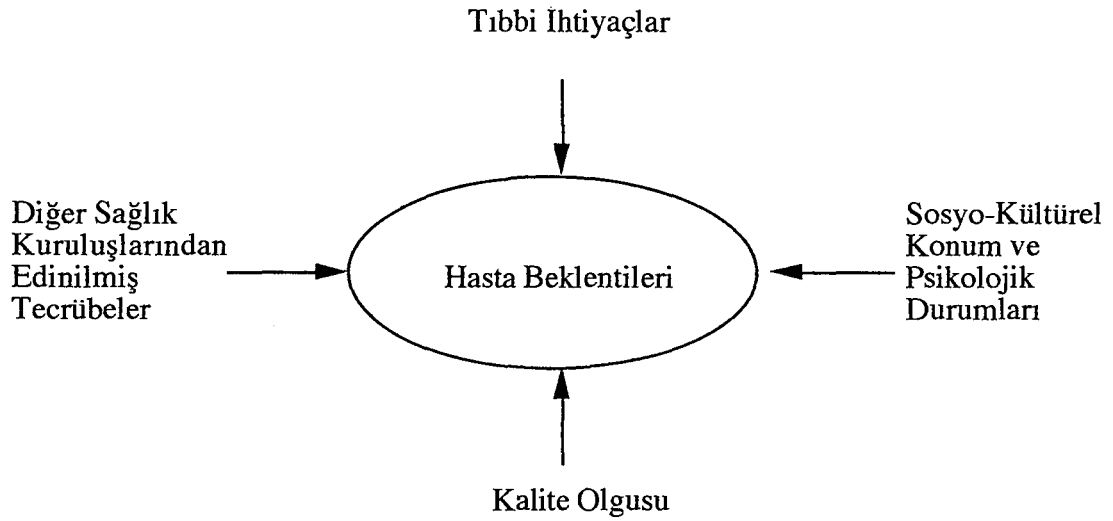 Tıbbi İhtiyaçlar
Diğer Sağlık
Kuruluşlarından
Edinilmiş
Tecrübeler
Hasta Beklentileri
Sosyo-Kültürel
Konum ve
Psikolojik
Durumları
Kalite Olgusu